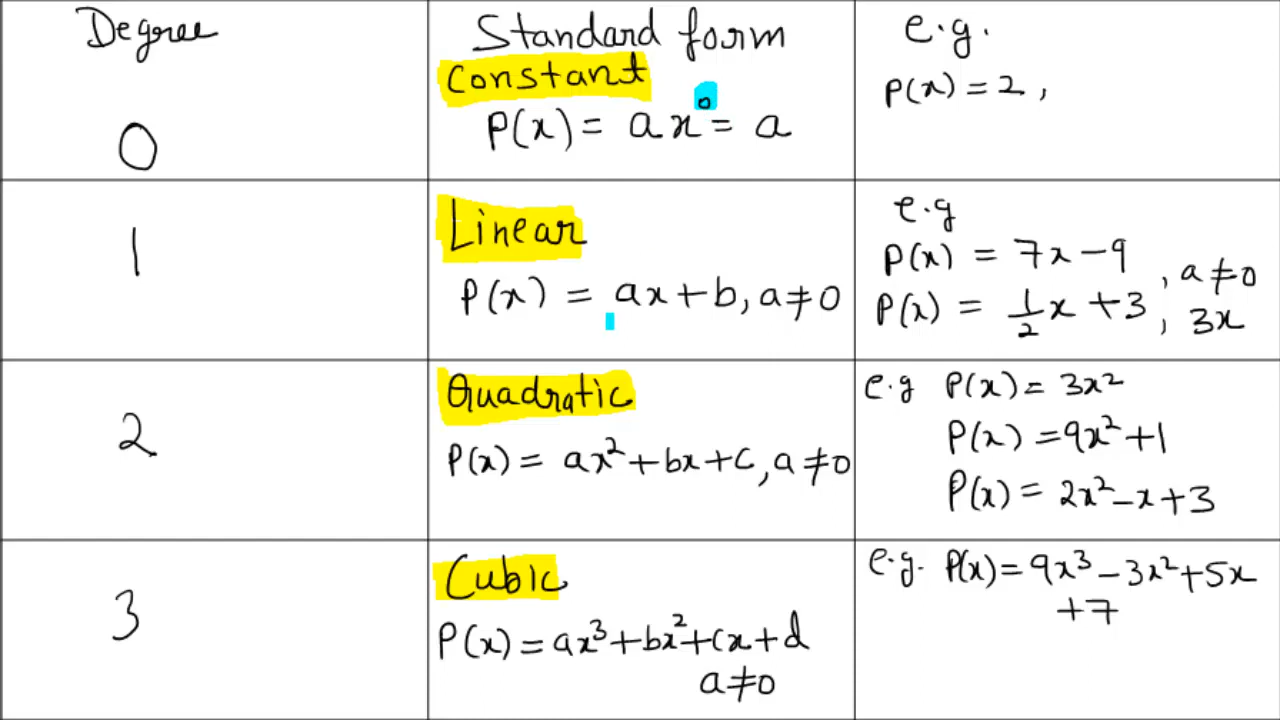 Degree
Standard form
e.g.
Constant
P(x) = 2,
0
P(x) = ax⁰ = a
1
Linear
P(x) = ax + b, a ≠ 0
e.g
P(x) = 7x - 9
, a ≠ 0
P(x) = 1/2 x + 3
, 3x
2
Quadratic
P(x) = ax² + bx + c, a ≠ 0
e.g P(x) = 3x²
P(x) = 9x² + 1
P(x) = 2x² - x + 3
3
Cubic
P(x) = ax³ + bx² + cx + d
a ≠ 0
e.g. P(x) = 9x³ - 3x² + 5x
+ 7